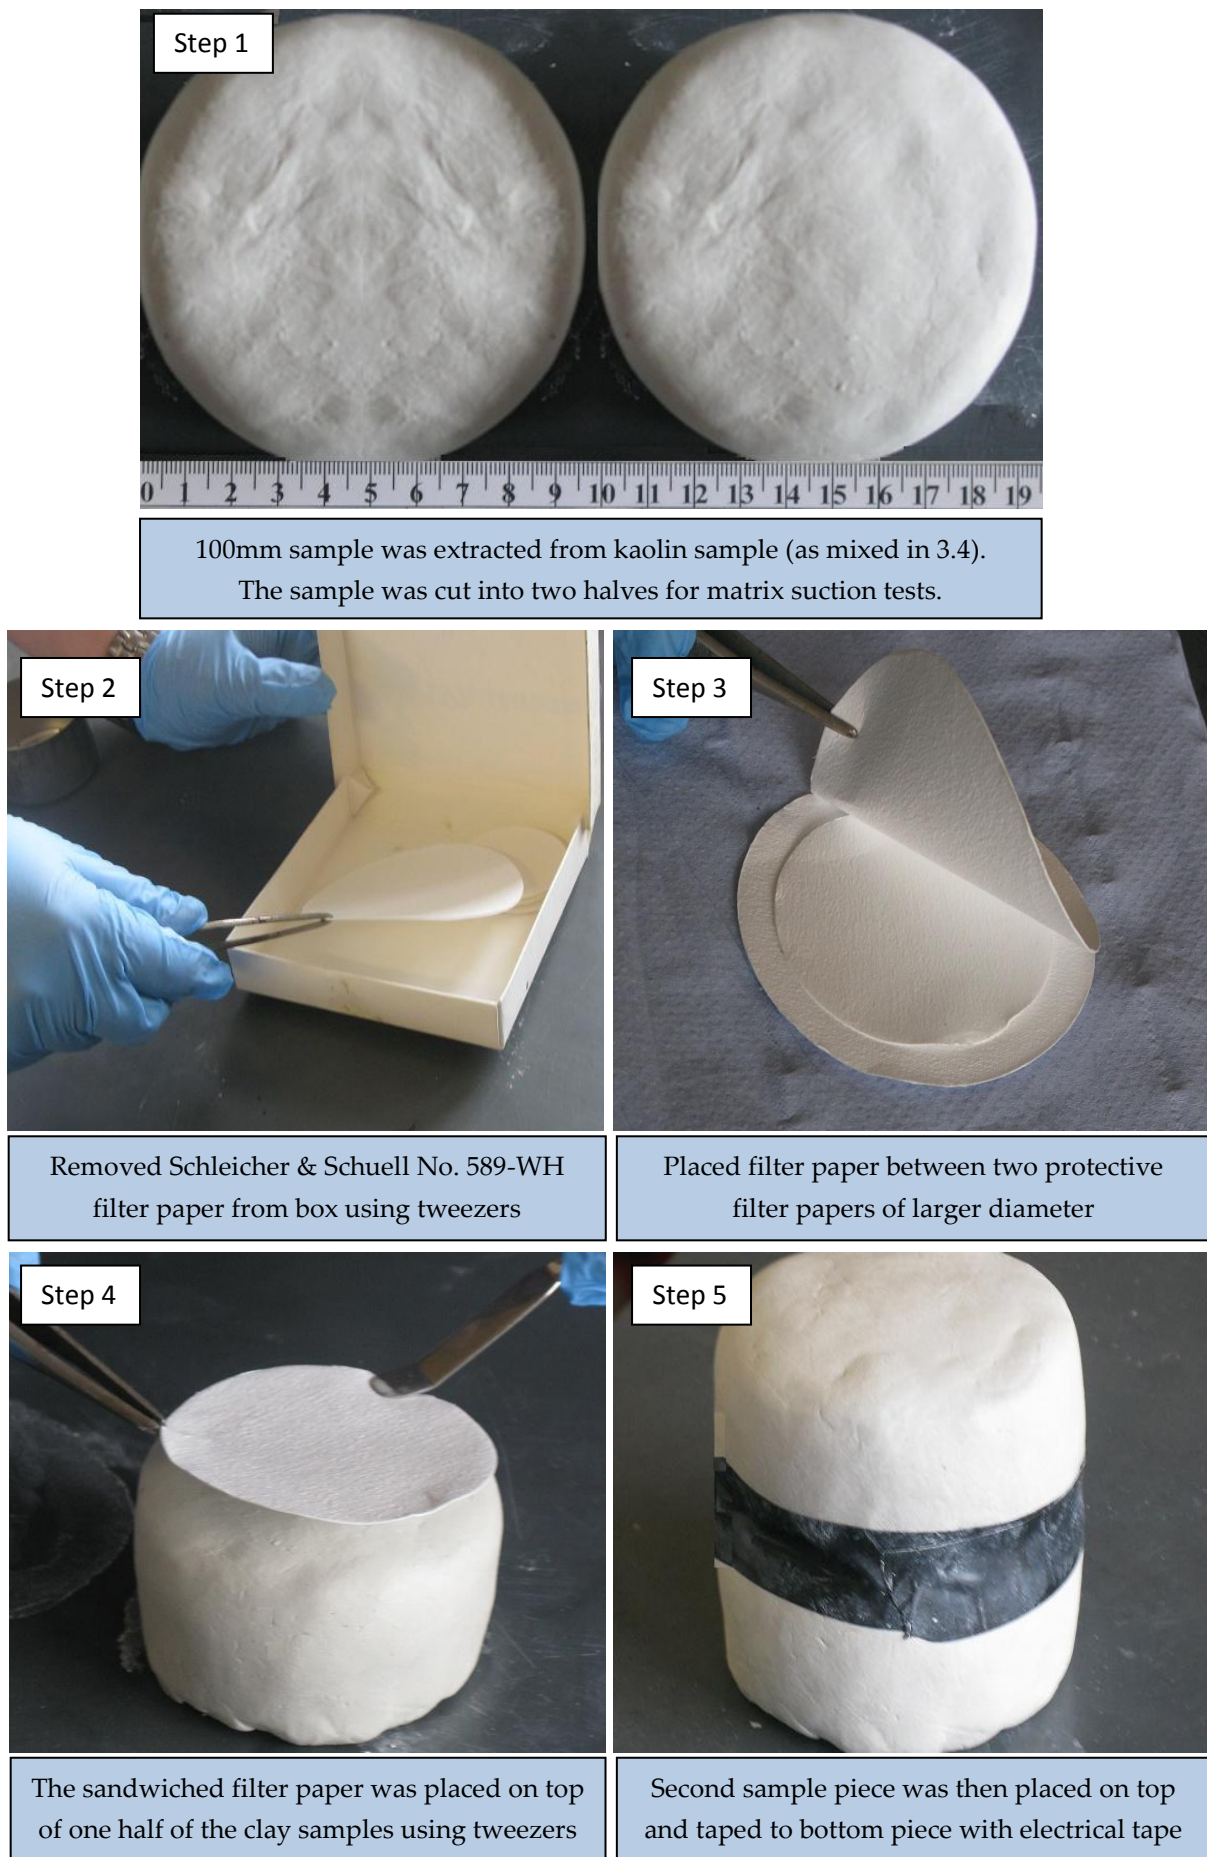 Step 1
0 1 2 3 4 5 6 7 8 9 10 11 12 13 14 15 16 17 18 19
100mm sample was extracted from kaolin sample (as mixed in 3.4).
The sample was cut into two halves for matrix suction tests.
Step 2
Step 3
Removed Schleicher & Schuell No. 589-WH
filter paper from box using tweezers
Placed filter paper between two protective
filter papers of larger diameter
Step 4
Step 5
The sandwiched filter paper was placed on top
of one half of the clay samples using tweezers
Second sample piece was then placed on top
and taped to bottom piece with electrical tape